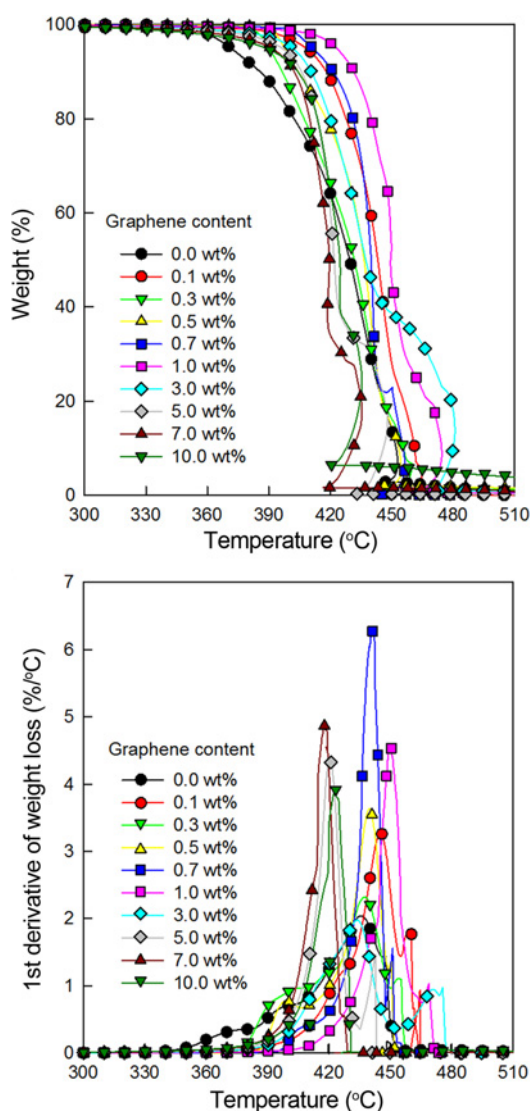 100
80
60
40
20
0
Weight (%)
Graphene content
0.0 wt%
0.1 wt%
0.3 wt%
0.5 wt%
0.7 wt%
1.0 wt%
3.0 wt%
5.0 wt%
7.0 wt%
10.0 wt%
300 330 360 390 420 450 480 510
Temperature (°C)
7
6
5
4
3
2
1
0
1st derivative of weight loss (%/°C)
Graphene content
0.0 wt%
0.1 wt%
0.3 wt%
0.5 wt%
0.7 wt%
1.0 wt%
3.0 wt%
5.0 wt%
7.0 wt%
10.0 wt%
300 330 360 390 420 450 480 510
Temperature (°C)